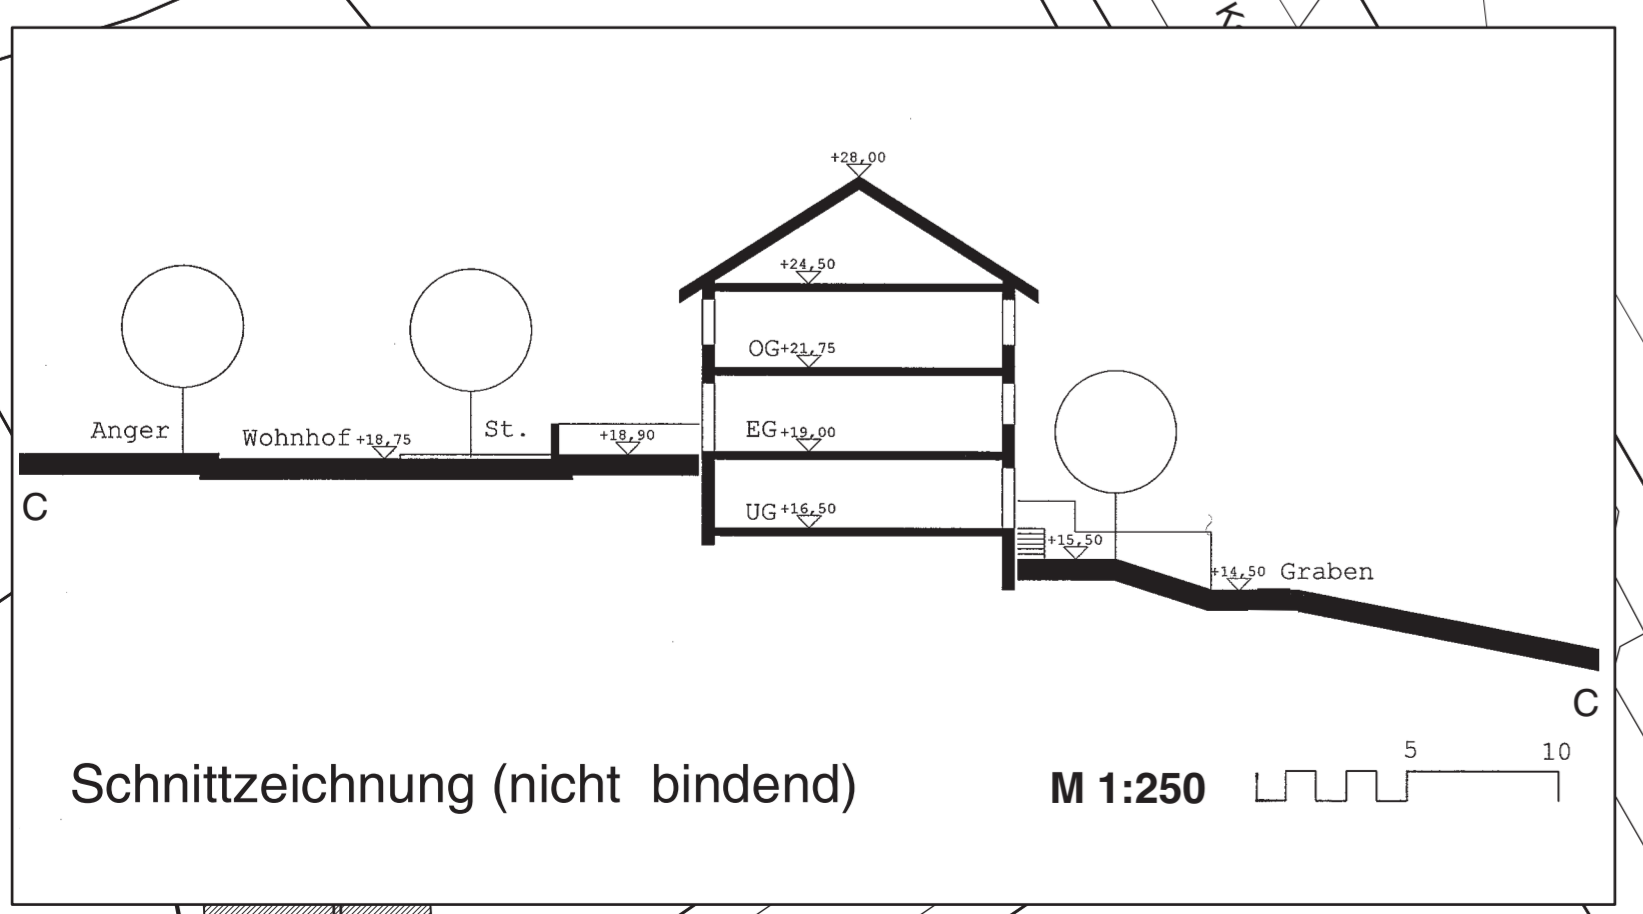 K.
+28,00
+24,50
OG+21,75
Anger
Wohnhof+18,75
St.
+18,90
EG+19,00
C
UG+16,50
+15,50
+14,50 Graben
C
Schnittzeichnung (nicht bindend)
M 1:250
5 10